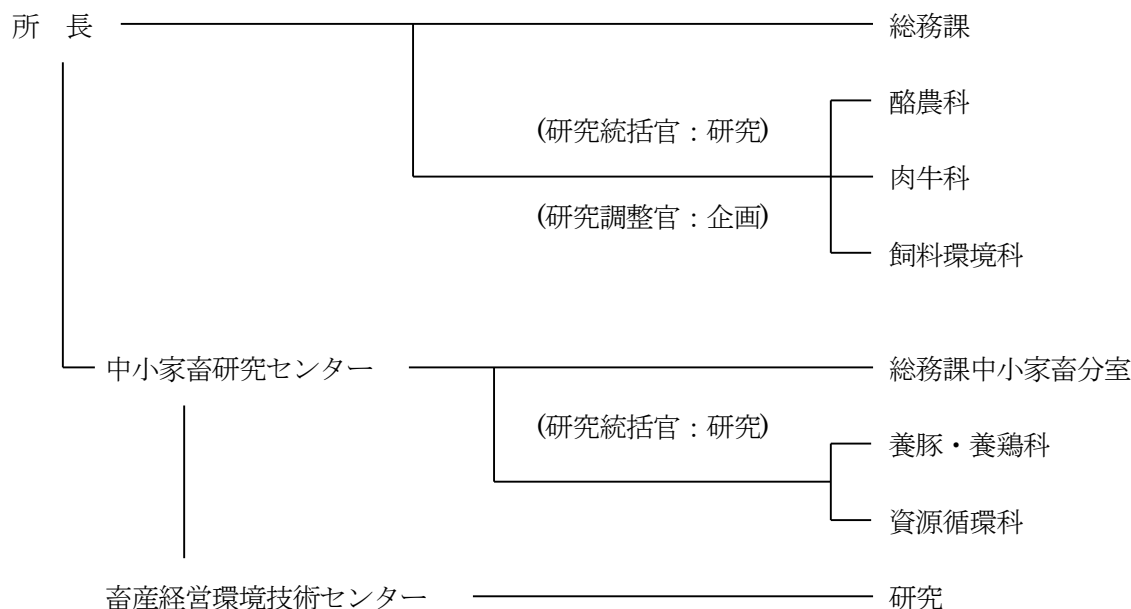 所　長　総務課
酪農科
(研究統括官：研究)
肉牛科
(研究調整官：企画)
飼料環境科
中小家畜研究センター　総務課中小家畜分室
(研究統括官：研究)
養豚・養鶏科
資源循環科
畜産経営環境技術センター　研究